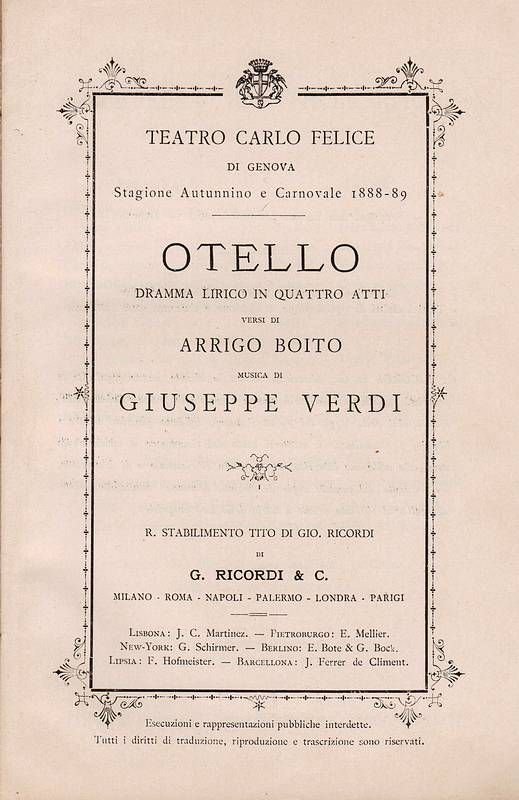 TEATRO CARLO FELICE
DI GENOVA
Stagione Autunnino e Carnovale 1888-89
OTELLO
DRAMMA LIRICO IN QUATTRO ATTI
VERSI DI
ARRIGO BOITO
MUSICA DI
GIUSEPPE VERDI
R. STABILIMENTO TITO DI GIO. RICORDI
DI
G. RICORDI & C.
MILANO - ROMA - NAPOLI - PALERMO - LONDRA - PARIGI
LISBONA: J. C. Martinez. — PIETROBURGO: E. Mellier.
NEW-YORK: G. Schirmer. — BERLINO: E. Bote & G. Bock.
LIPSIA: F. Hofmeister. — BARCELLONA: J. Ferrer de Climent.
Esecuzioni e rappresentazioni pubbliche interdette.
Tutti i diritti di traduzione, riproduzione e trascrizione sono riservati.